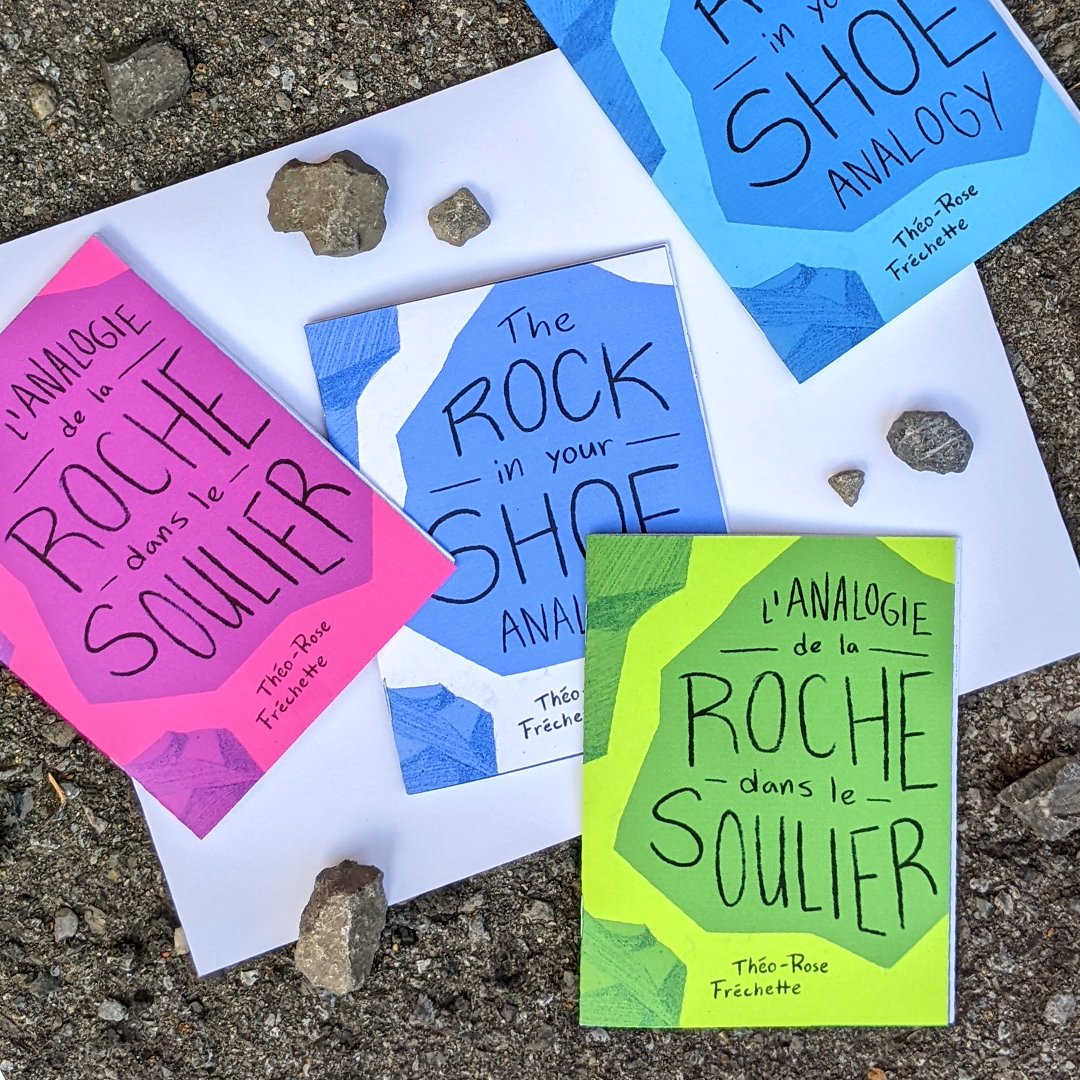 in your
SHOE
ANALOGY
Théo-Rose
Fréchette
L'ANALOGIE
de la
ROCHE
dans le
SOULIER
Théo-Rose
Fréchette
The
ROCK
in your
SHOE
L'ANALOGIE
de la
ROCHE
dans le
SOULIER
Théo-Rose
Fréchette